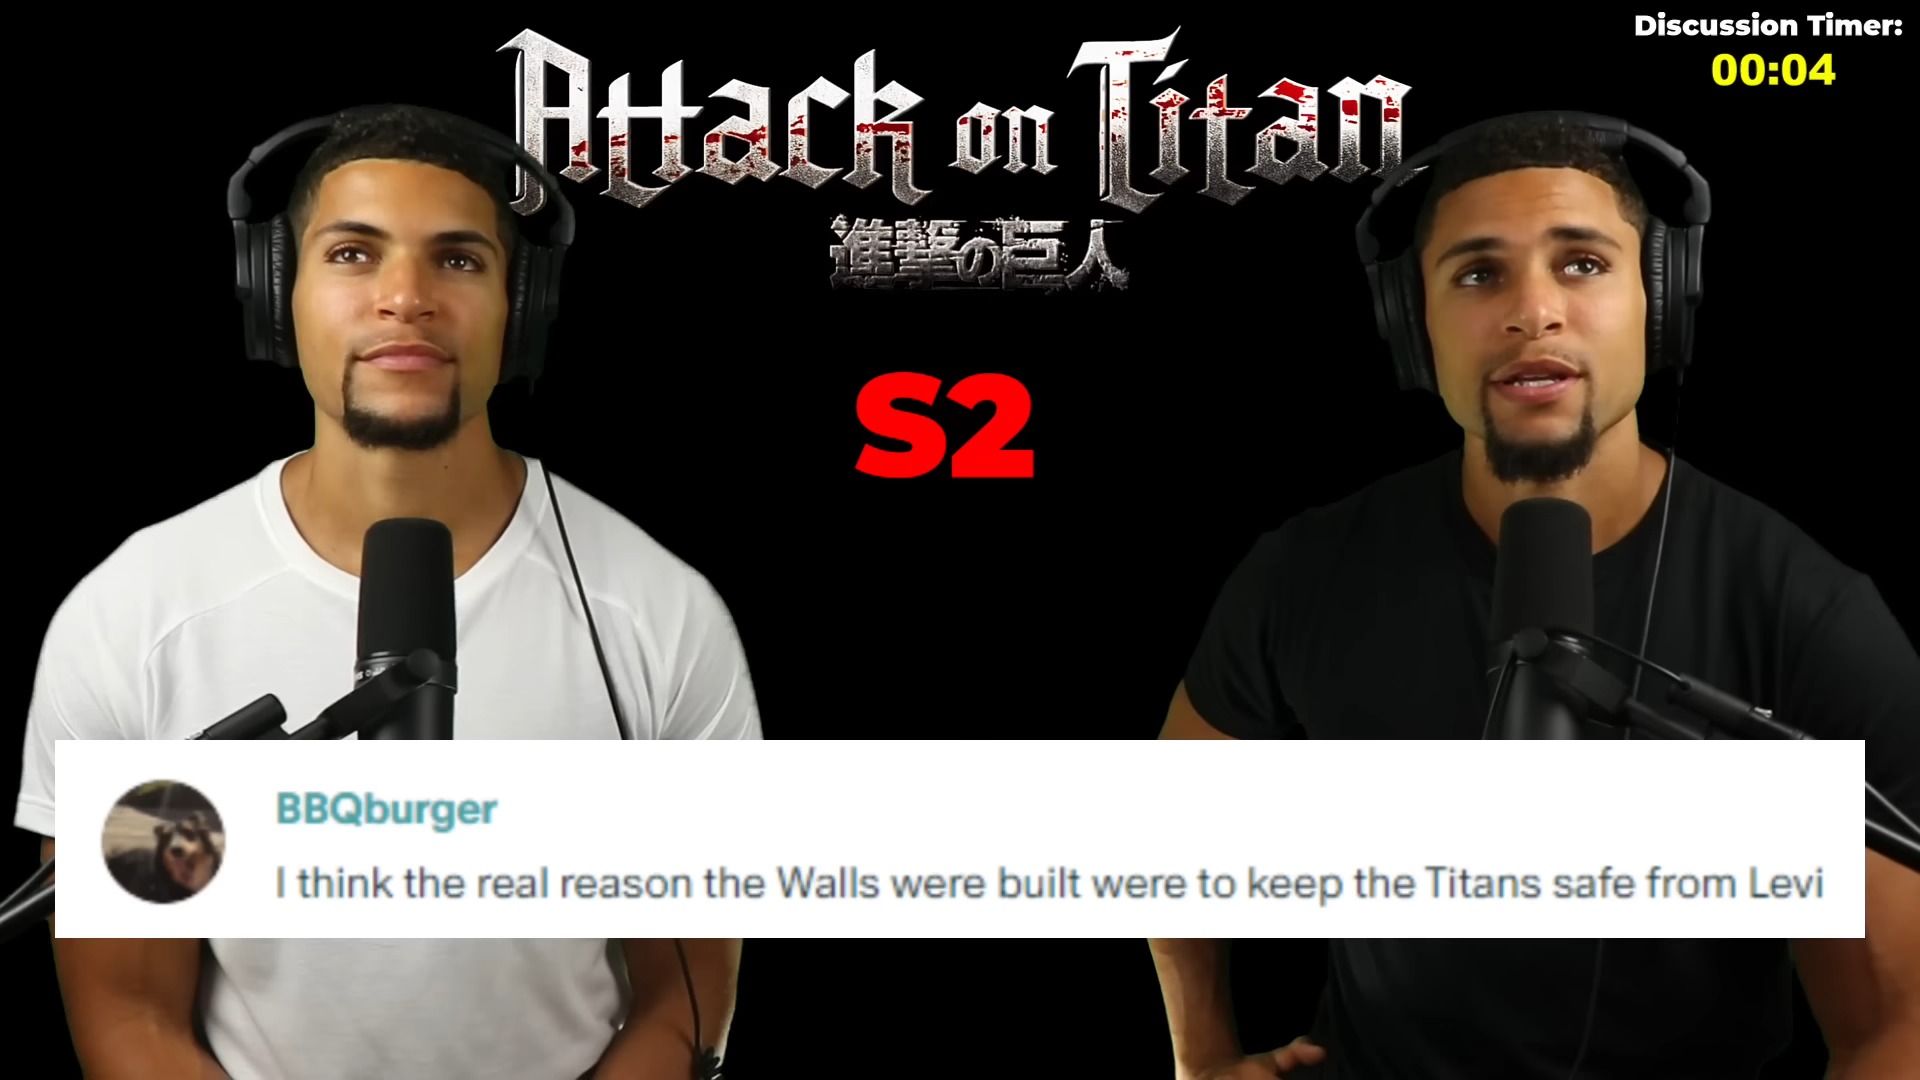 Discussion Timer:
00:04
Attack on Titan
進撃の巨人
S2
BBQburger
I think the real reason the Walls were built were to keep the Titans safe from Levi